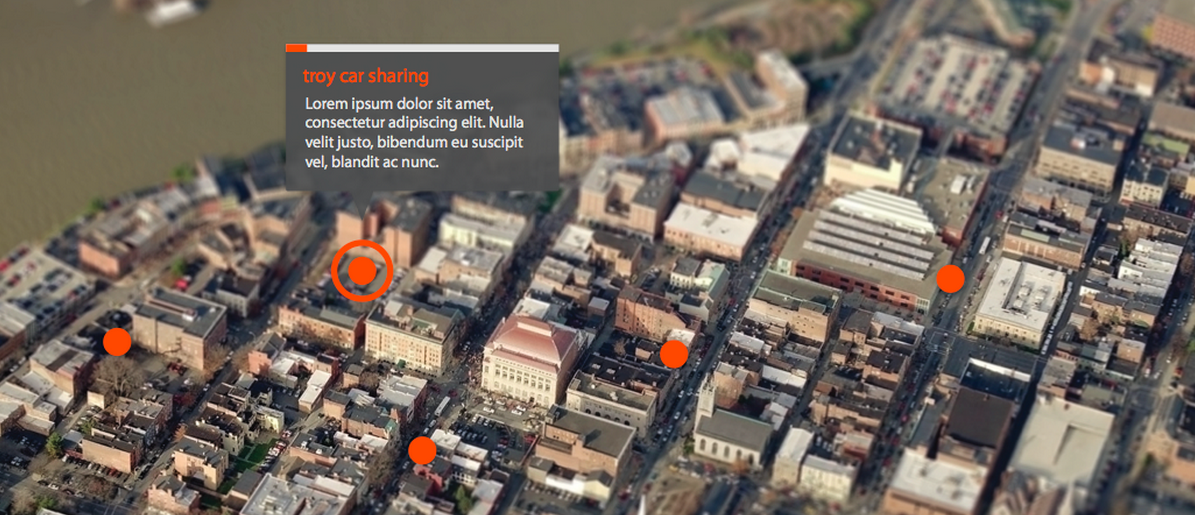 troy car sharing
Lorem ipsum dolor sit amet,
consectetur adipiscing elit. Nulla
velit justo, bibendum eu suscipit
vel, blandit ac nunc.